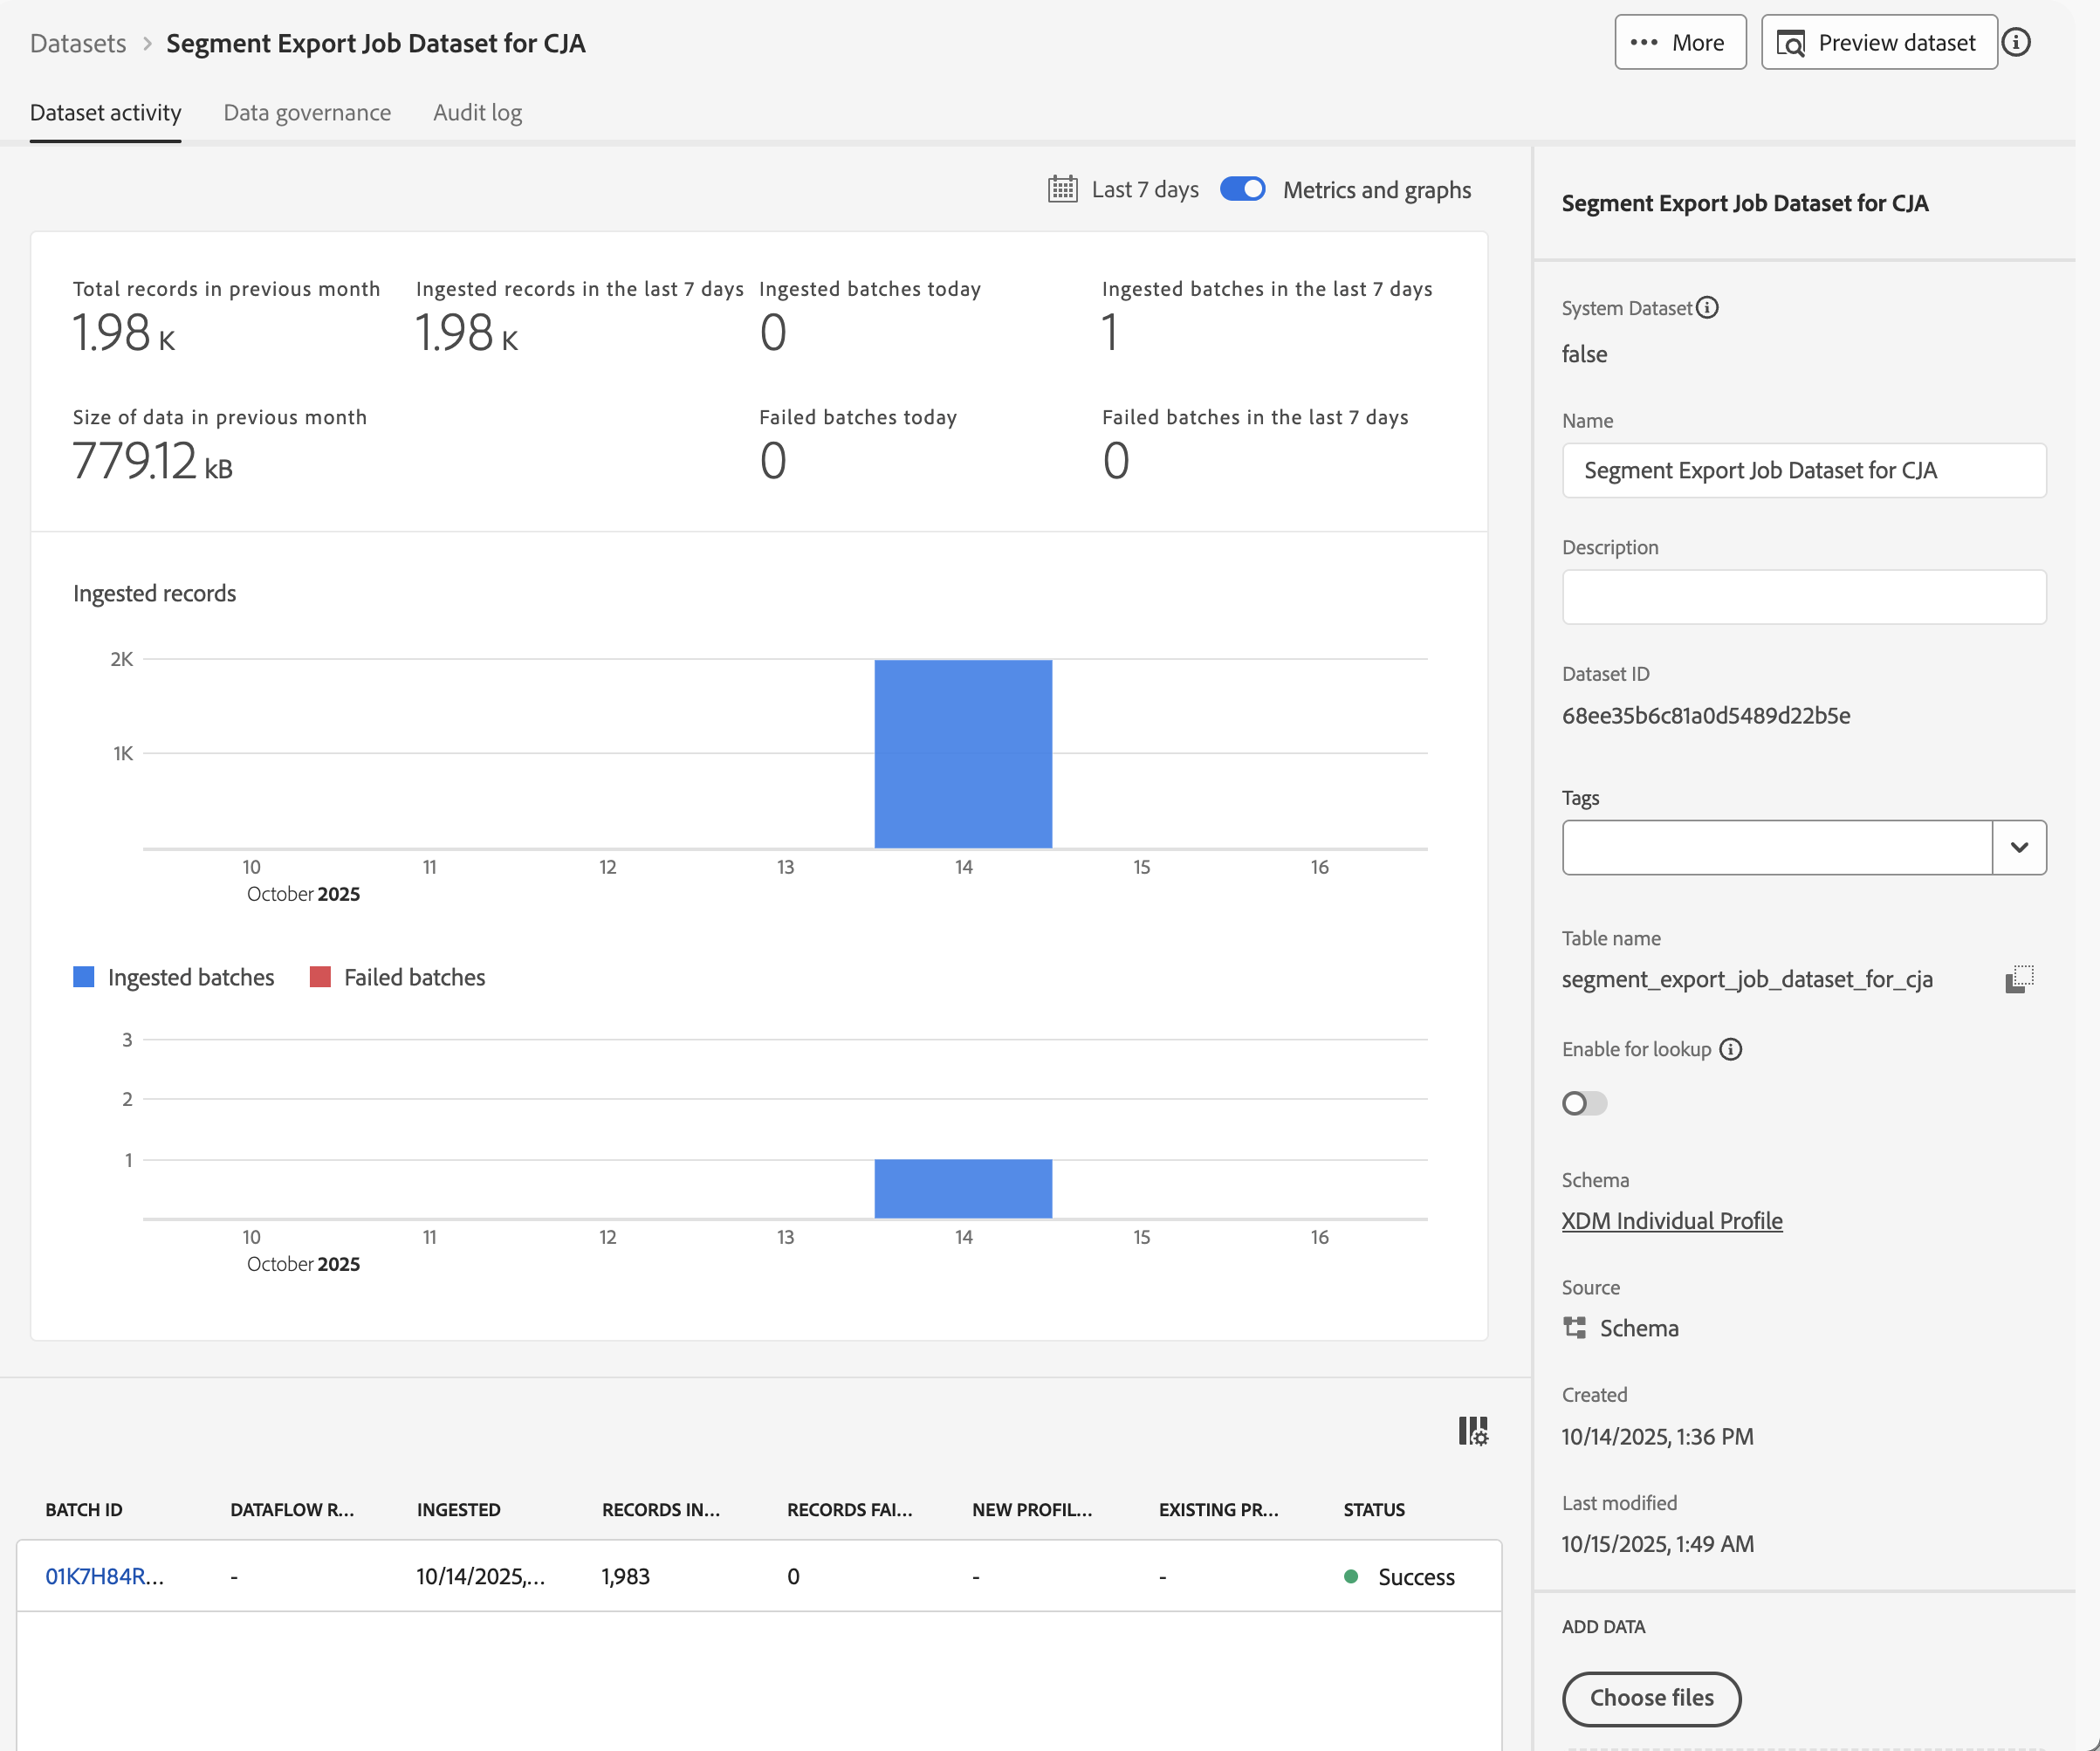 Datasets > Segment Export Job Dataset for CJA
More
Preview dataset
Dataset activity
Data governance
Audit log
Last 7 days
Metrics and graphs
Total records in previous month
1.98 K
Ingested records in the last 7 days
1.98 K
Ingested batches today
0
Ingested batches in the last 7 days
1
Size of data in previous month
779.12 kB
Failed batches today
0
Failed batches in the last 7 days
0
Ingested records
2K
1K
10 11 12 13 14 15 16
October 2025
Ingested batches
Failed batches
3
2
1
10 11 12 13 14 15 16
October 2025
BATCH ID DATAFLOW R... INGESTED RECORDS IN... RECORDS FAI... NEW PROFIL... EXISTING PR... STATUS
01K7H84R... - 10/14/2025,... 1,983 0 - - Success
Segment Export Job Dataset for CJA
System Dataset
false
Name
Segment Export Job Dataset for CJA
Description
Dataset ID
68ee35b6c81a0d5489d22b5e
Tags
Table name
segment_export_job_dataset_for_cja
Enable for lookup
Schema
XDM Individual Profile
Source
Schema
Created
10/14/2025, 1:36 PM
Last modified
10/15/2025, 1:49 AM
ADD DATA
Choose files